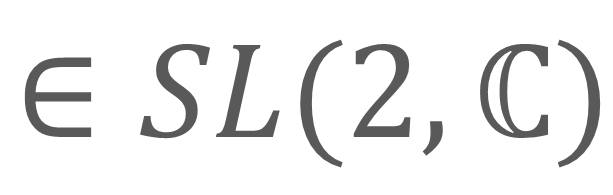 ∈ SL(2, ℂ)